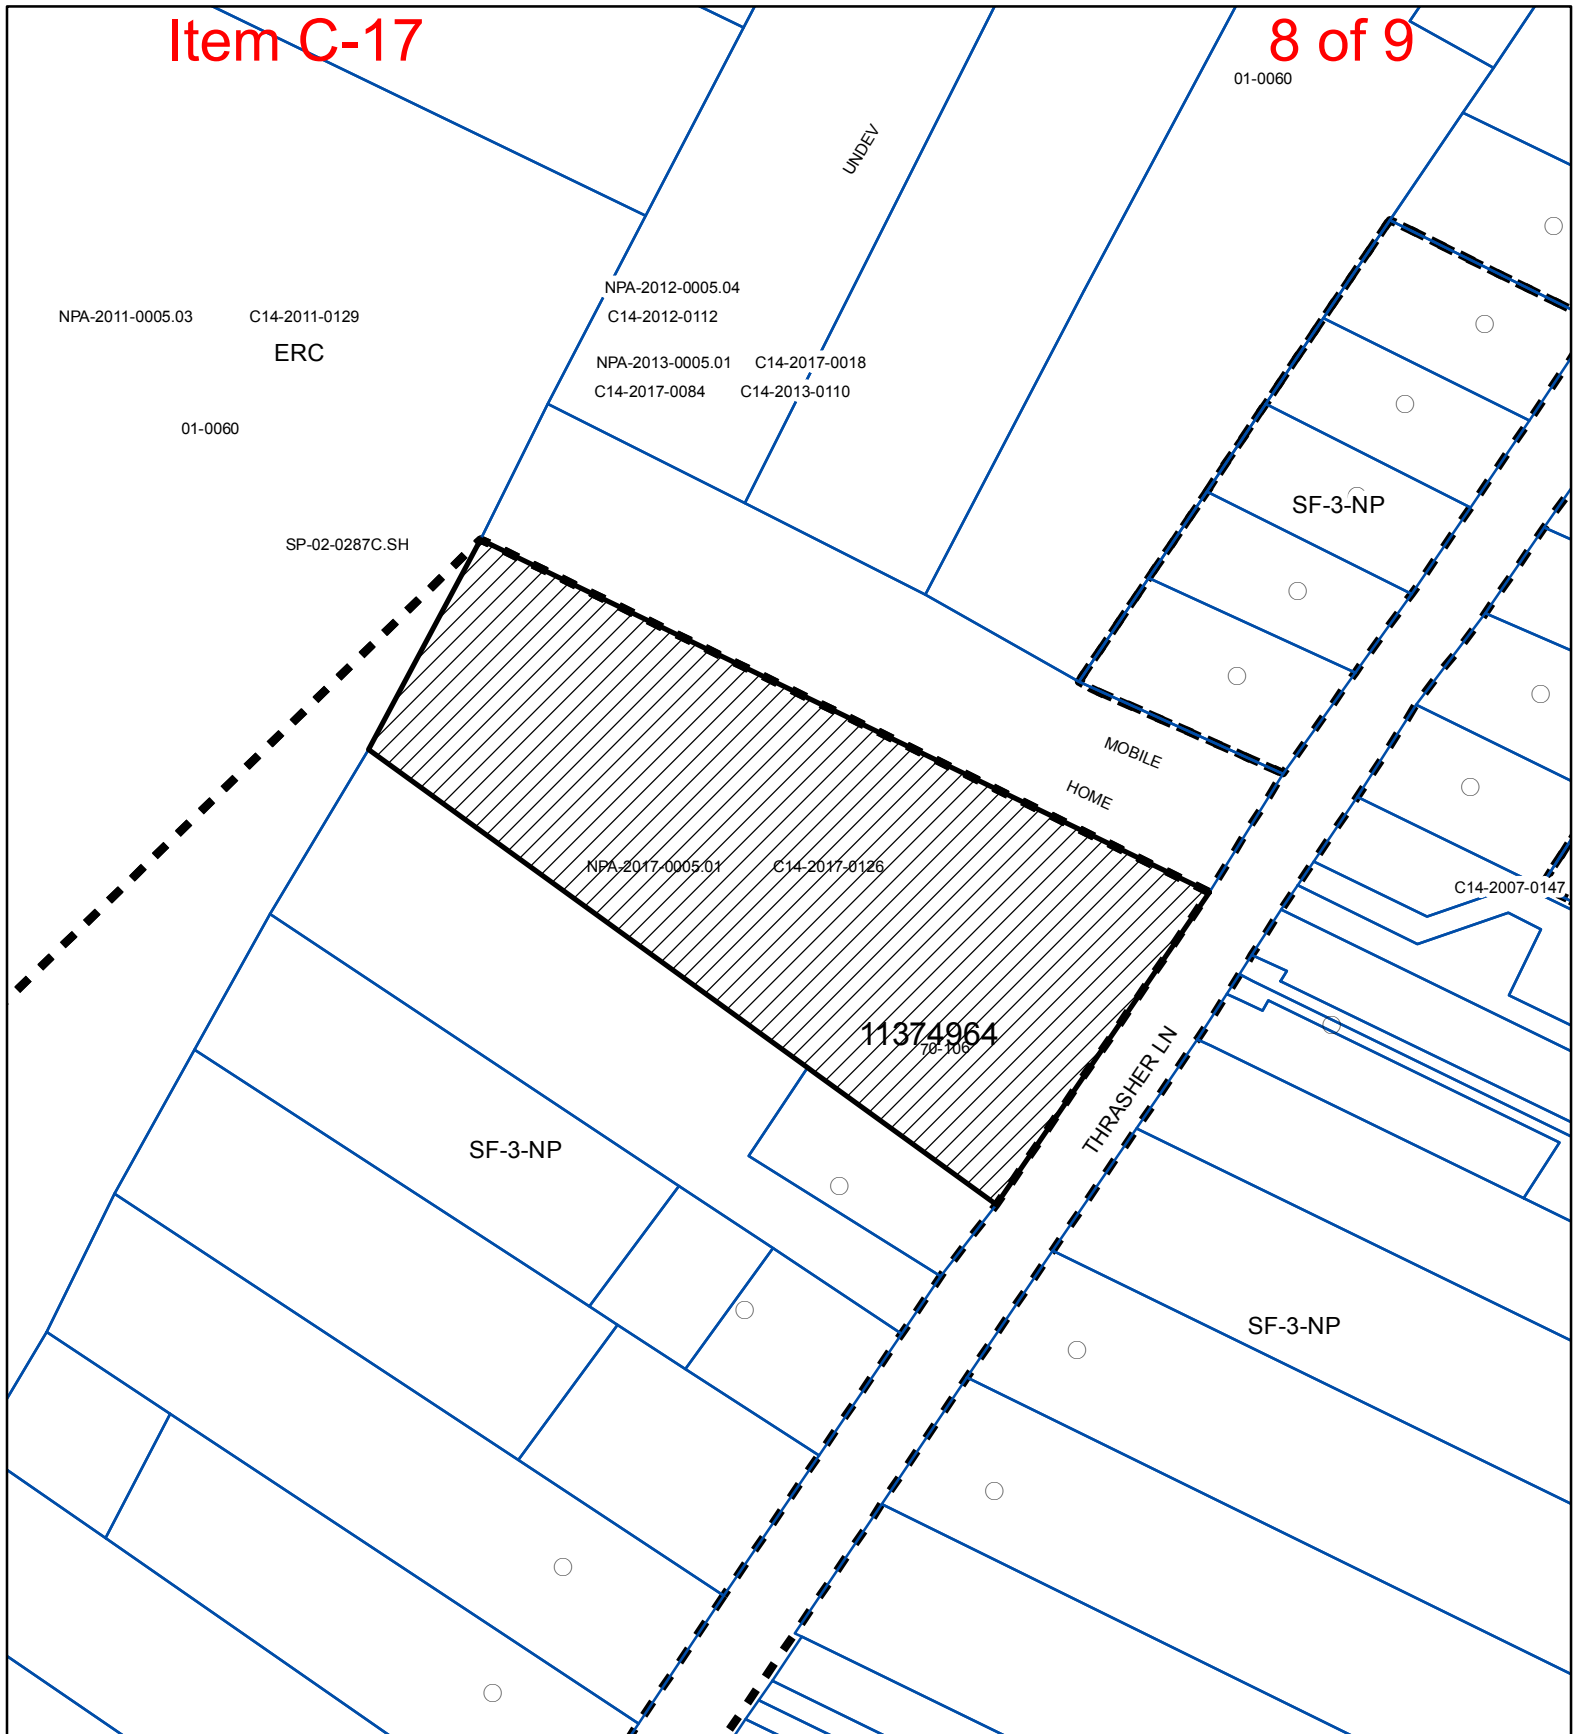 Item C-17
8 of 9
01-0060
UNDEV
NPA-2012-0005.04
NPA-2011-0005.03 C14-2011-0129
C14-2012-0112
ERC
NPA-2013-0005.01 C14-2017-0018
C14-2017-0084 C14-2013-0110
01-0060
SF-3-NP
SP-02-0287C.SH
MOBILE
HOME
NPA-2017-0005.01 C14-2017-0126
C14-2007-0147
11374964
70-106
THRASHER LN
SF-3-NP
SF-3-NP